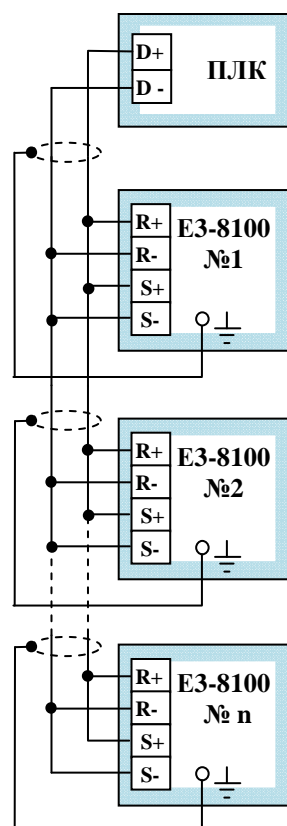 D+
D -
ПЛК
R+
R-
S+
S-
E3-8100
№1
R+
R-
S+
S-
E3-8100
№2
R+
R-
S+
S-
E3-8100
№ n